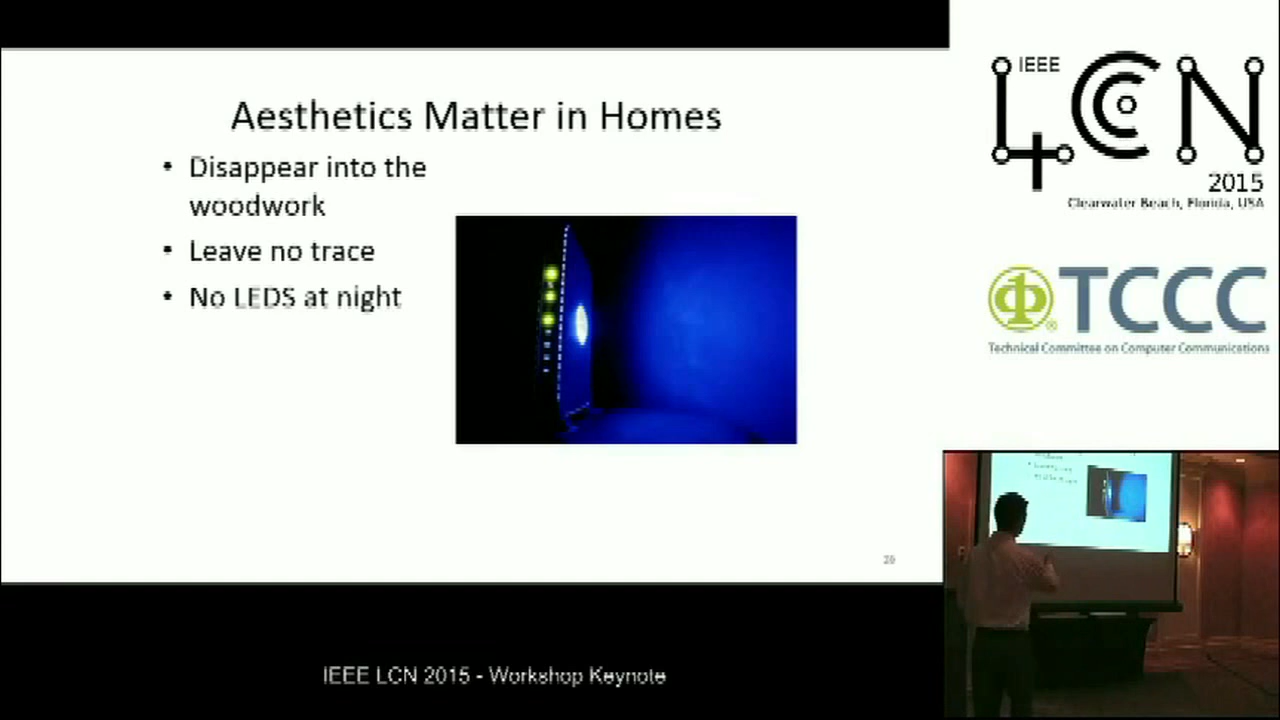 Aesthetics Matter in Homes
• Disappear into the
woodwork
• Leave no trace
• No LEDS at night
IEEE
LCN
2015
Clearwater Beach, Florida, USA
TCCC
Technical Committee on Computer Communications
IEEE LCN 2015 - Workshop Keynote